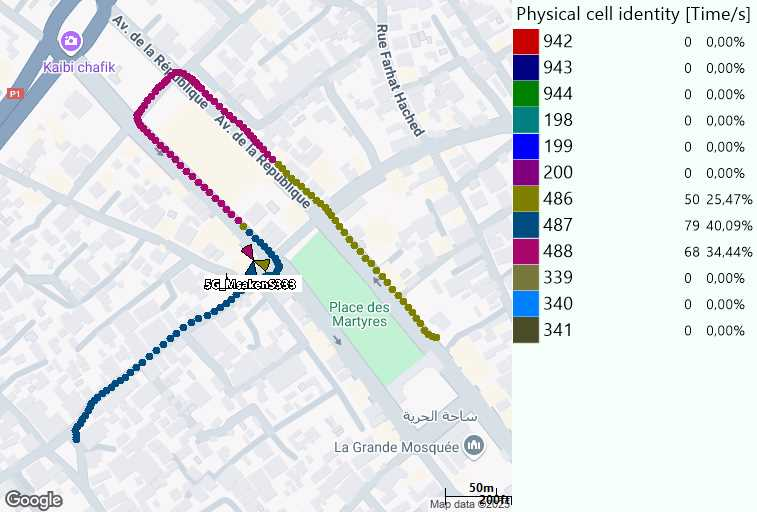 Physical cell identity [Time/s]
942 0 0,00%
943 0 0,00%
944 0 0,00%
198 0 0,00%
199 0 0,00%
200 0 0,00%
486 50 25,47%
487 79 40,09%
488 68 34,44%
339 0 0,00%
340 0 0,00%
341 0 0,00%
Av. de la République
Kaibi chafik
P1
Rue Farhat Hached
Av. de la République
5G_MsakenS333
Place des
Martyres
شاحة الحرية
La Grande Mosquée
50m
200ft
Google
Map data ©2025